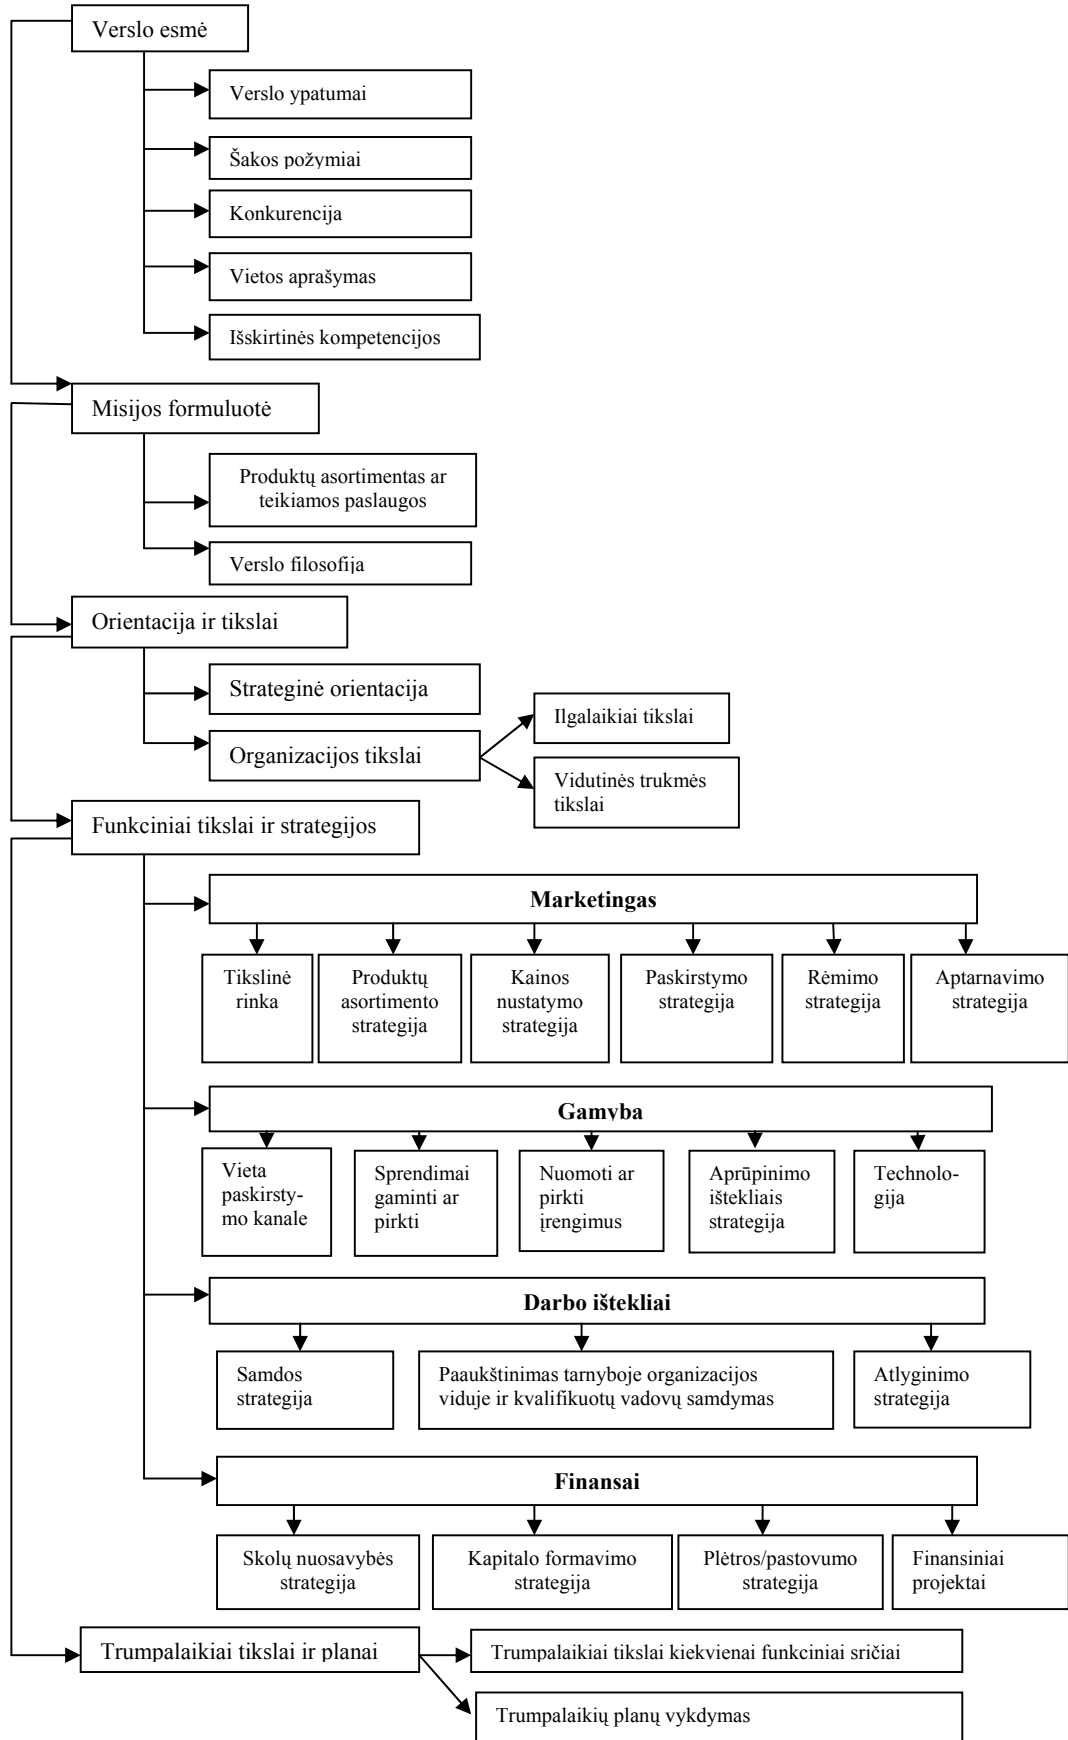 Verslo esmė
Verslo ypatumai
Šakos požymiai
Konkurencija
Vietos aprašymas
Išskirtinės kompetencijos
Misijos formuluotė
Produktų asortimentas ar
teikiamos paslaugos
Verslo filosofija
Orientacija ir tikslai
Strateginė orientacija
Organizacijos tikslai
Ilgalaikiai tikslai
Vidutinės trukmės
tikslai
Funkciniai tikslai ir strategijos
Marketingas
Tikslinė
rinka
Produktų
asortimento
strategija
Kainos
nustatymo
strategija
Paskirstymo
strategija
Rėmimo
strategija
Aptarnavimo
strategija
Gamyba
Vieta
paskirsty-
mo kanale
Sprendimai
gaminti ar
pirkti
Nuomoti ar
pirkti
įrengimus
Aprūpinimo
ištekliais
strategija
Technolo-
gija
Darbo ištekliai
Samdos
strategija
Paaukštinimas tarnyboje organizacijos
viduje ir kvalifikuotų vadovų samdymas
Atlyginimo
strategija
Finansai
Skolų nuosavybės
strategija
Kapitalo formavimo
strategija
Plėtros/pastovumo
strategija
Finansiniai
projektai
Trumpalaikiai tikslai ir planai
Trumpalaikiai tikslai kiekvienai funkciniai sričiai
Trumpalaikių planų vykdymas